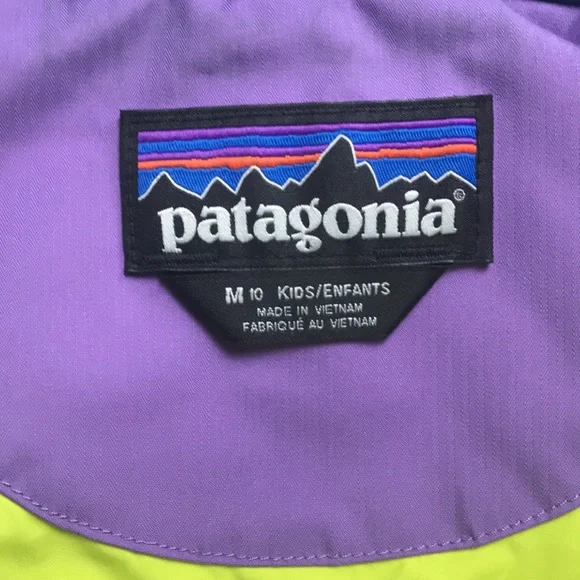 patagonia®
M 10 KIDS/ENFANTS
MADE IN VIETNAM
FABRIQUÉ AU VIETNAM